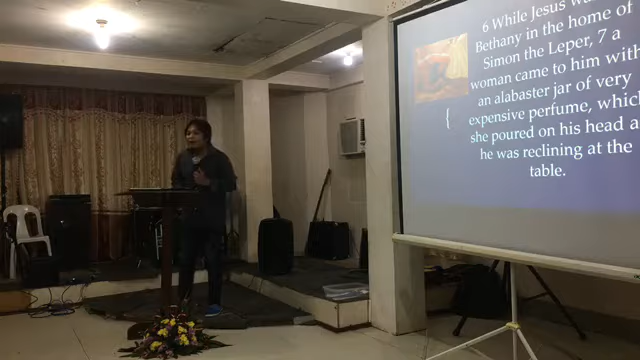 6 While Jesus wa
Bethany in the home of
Simon the Leper, 7 a
woman came to him with
an alabaster jar of very
expensive perfume, which
she poured on his head a
he was reclining at the
table.